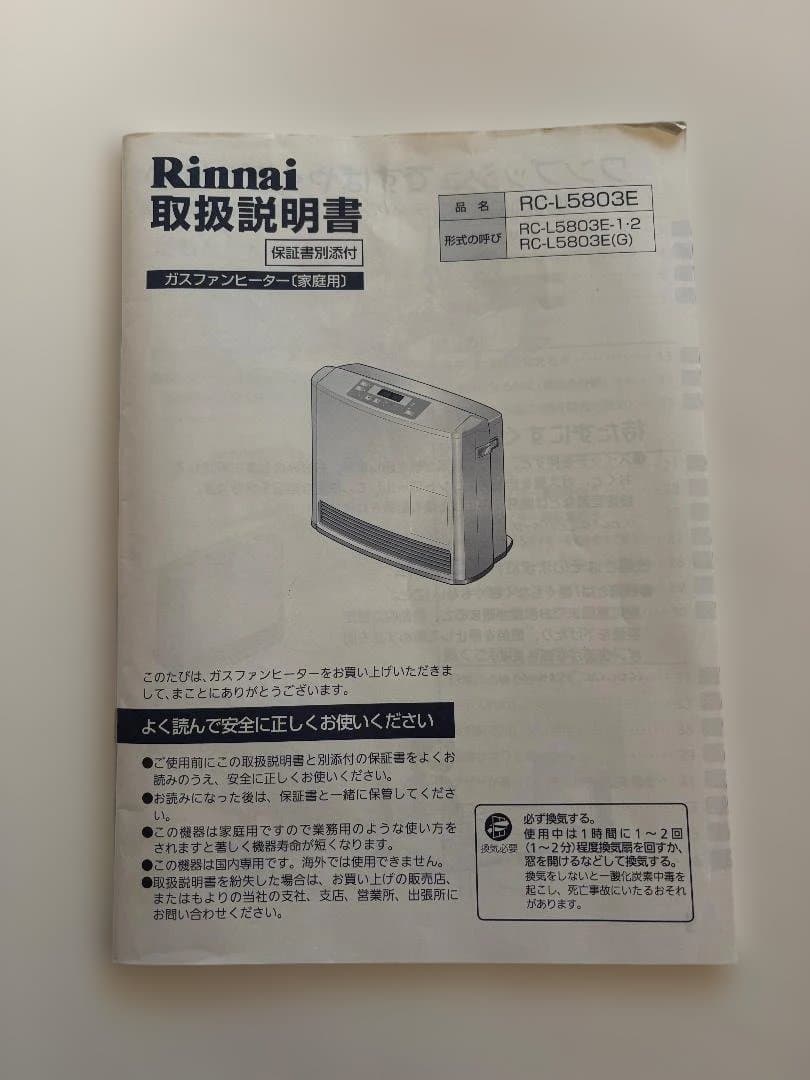 Rinnai
取扱説明書
保証書別添付
ガスファンヒーター〔家庭用〕
品 名 RC-L5803E
形式の呼び RC-L5803E-1・2
RC-L5803E(G)
このたびは、ガスファンヒーターをお買い上げいただきま
して、まことにありがとうございます。
よく読んで安全に正しくお使いください
●ご使用前にこの取扱説明書と別添付の保証書をよくお
読みのうえ、安全に正しくお使いください。
●お読みになった後は、保証書と一緒に保管してくださ
い。
●この機器は家庭用ですので業務用のような使い方を
されますと著しく機器寿命が短くなります。
●この機器は国内専用です。海外では使用できません。
●取扱説明書を紛失した場合は、お買い上げの販売店、
またはもよりの当社の支社、支店、営業所、出張所に
お問い合わせください。
換気必要
必ず換気する。
使用中は1時間に1〜2回
(1〜2分)程度換気扇を回すか、
窓を開けるなどして換気する。
換気をしないと一酸化炭素中毒を
起こし、死亡事故にいたるおそれ
があります。